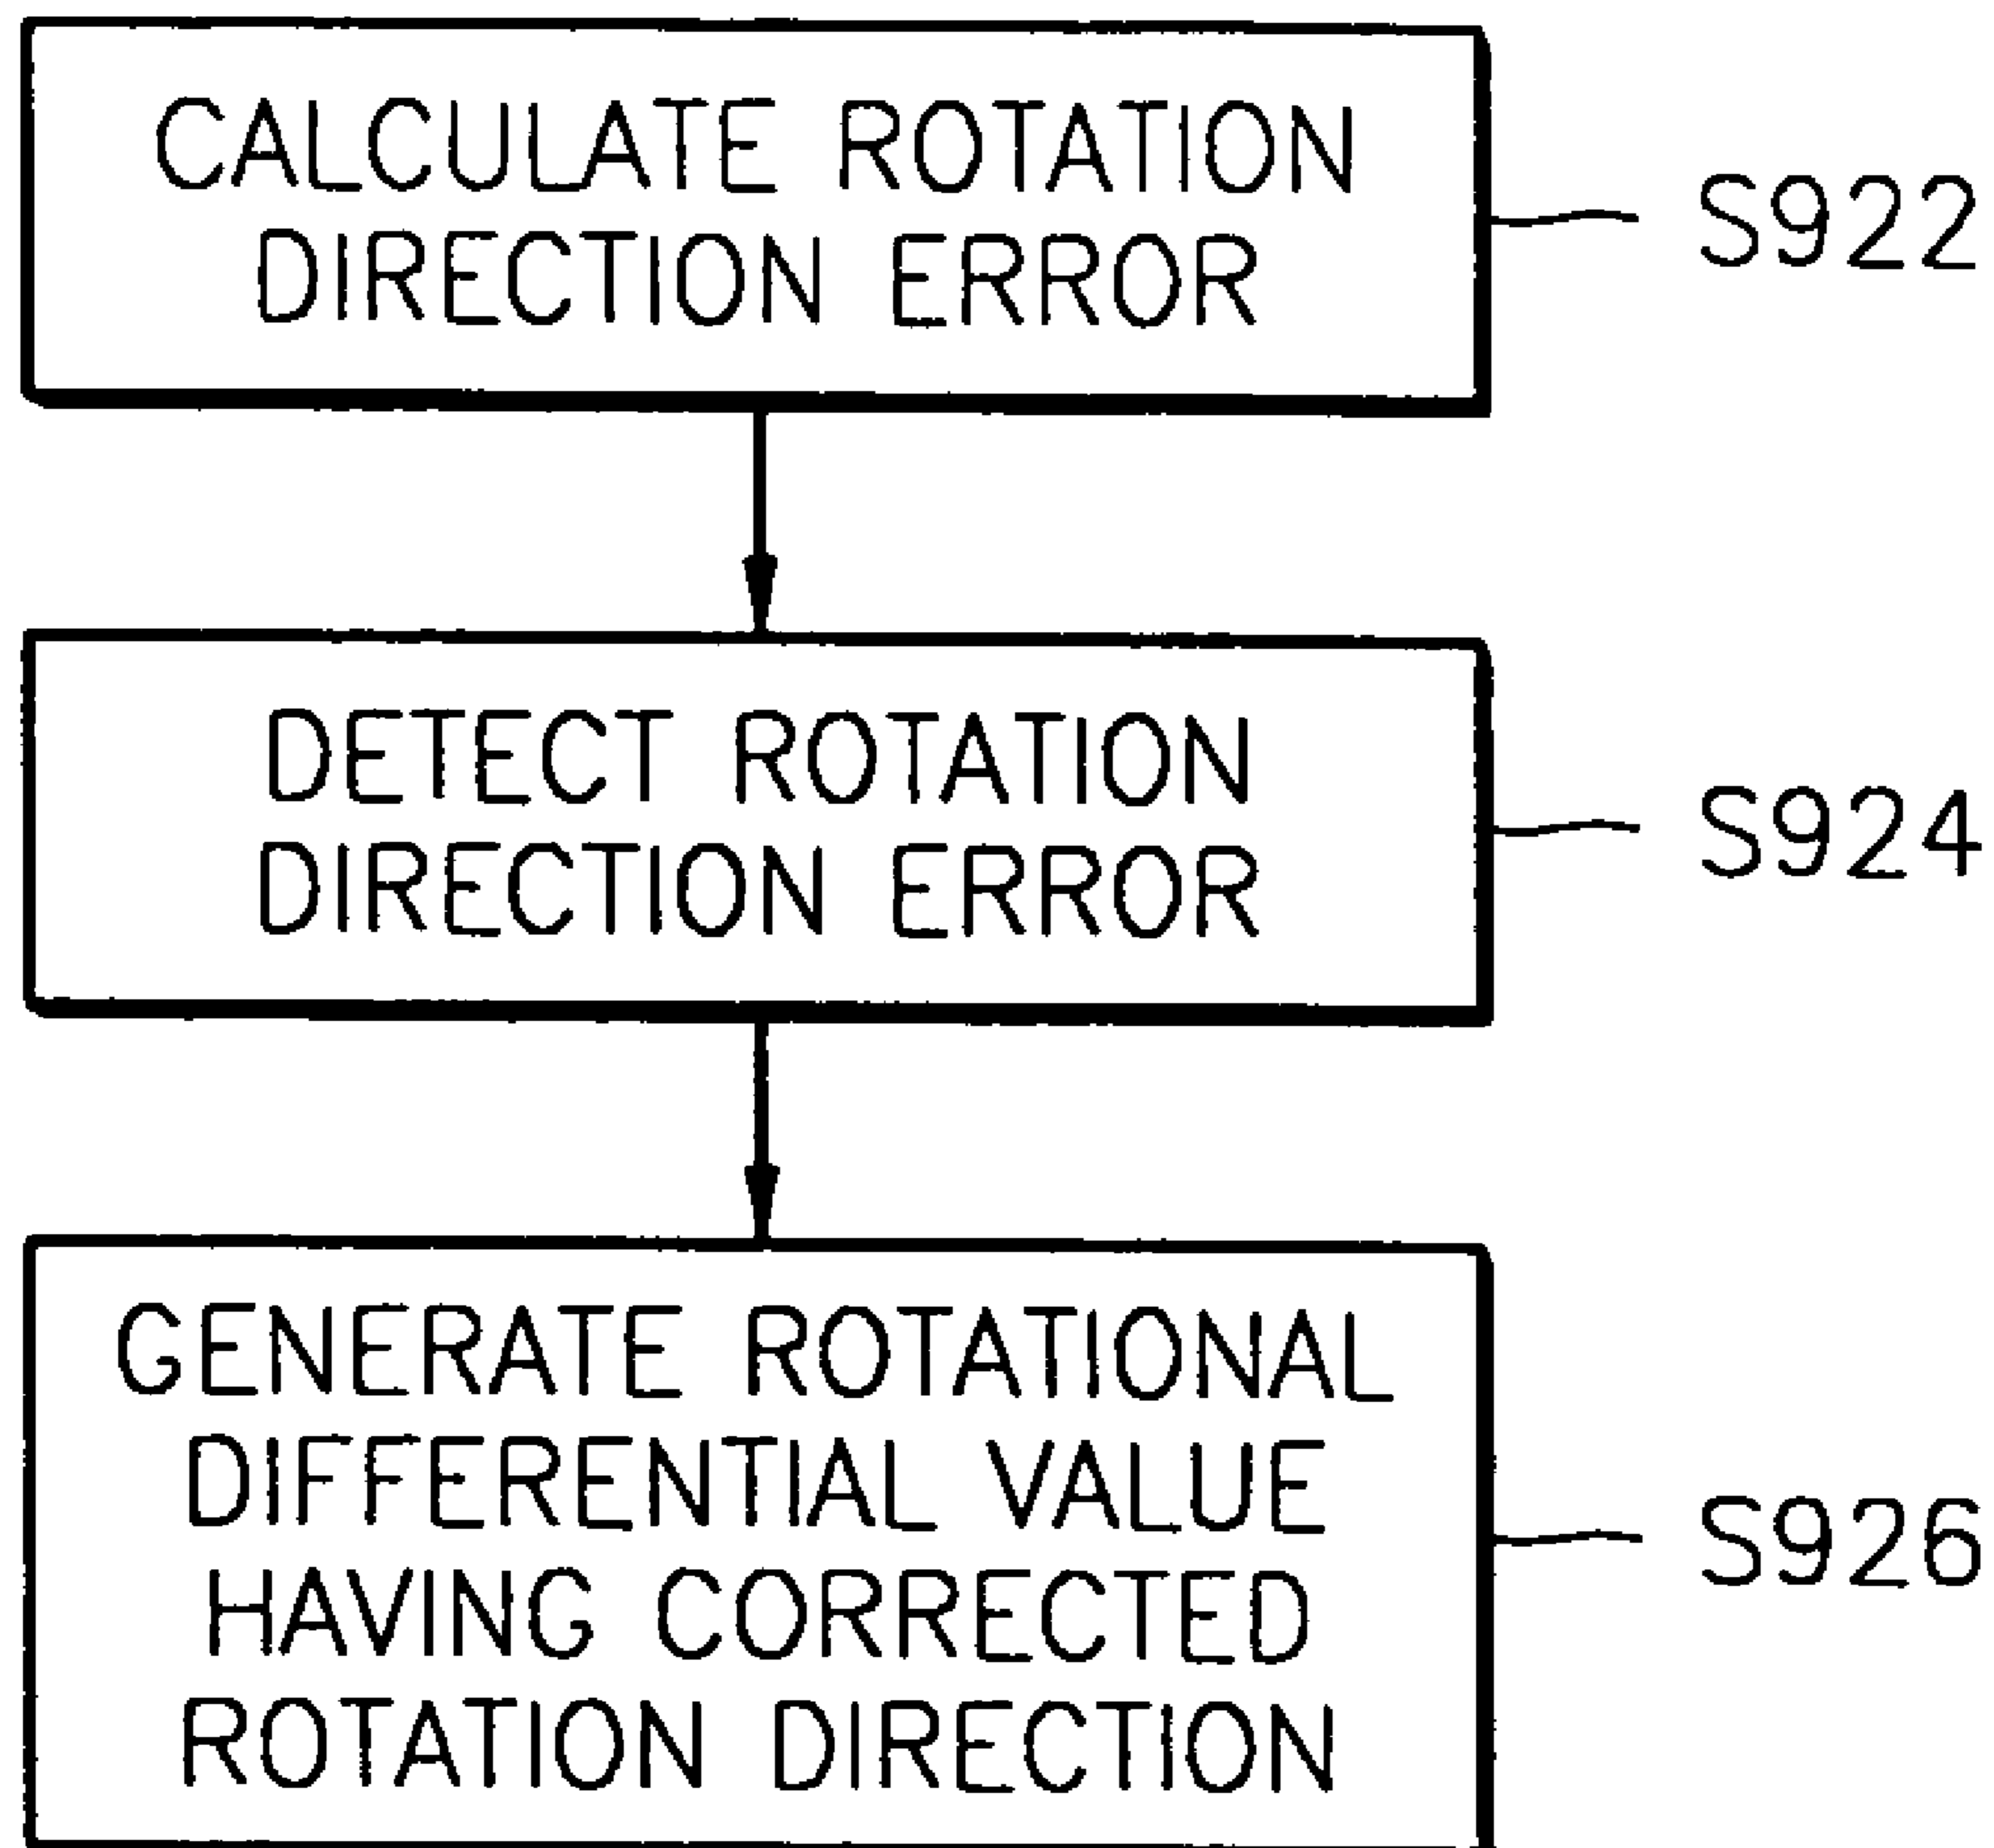 CALCULATE ROTATION
DIRECTION ERROR
S922
DETECT ROTATION
DIRECTION ERROR
S924
GENERATE ROTATIONAL
DIFFERENTIAL VALUE
HAVING CORRECTED
ROTATION DIRECTION
S926